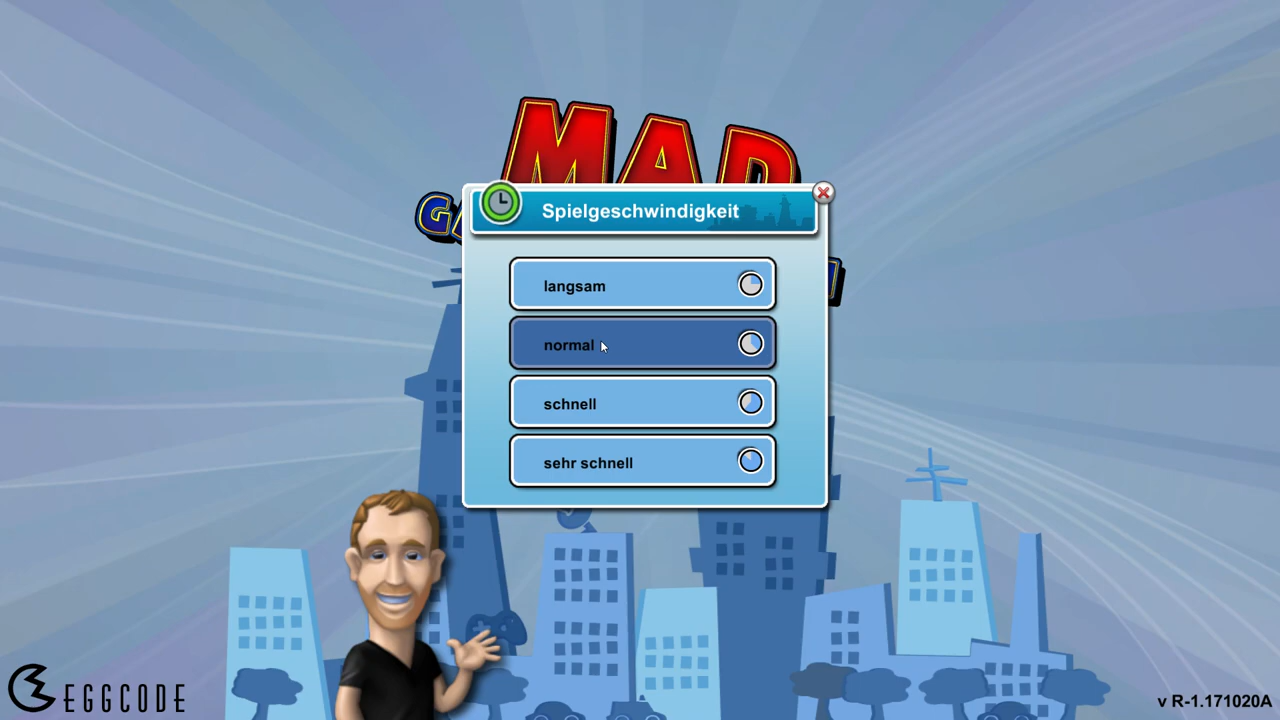 MAD
Spielgeschwindigkeit
langsam
normal
schnell
sehr schnell
EGGCODE
v R-1.171020A